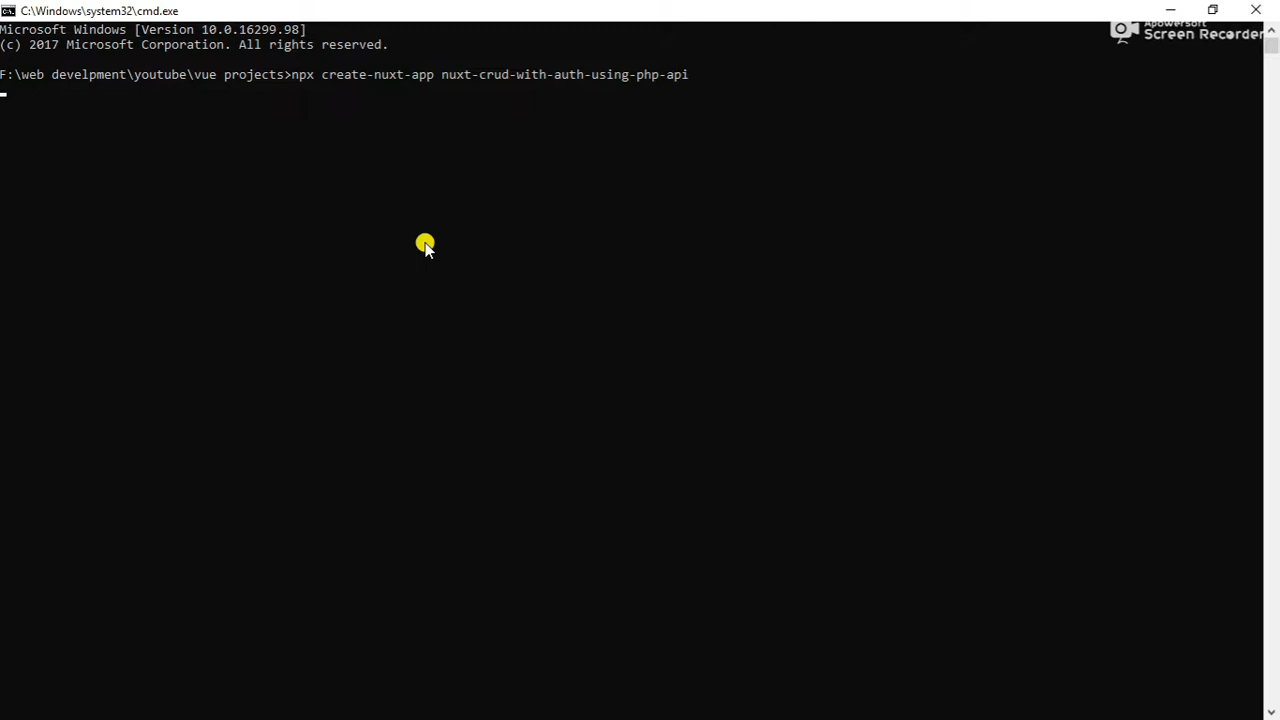 C:\Windows\system32\cmd.exe
Microsoft Windows [Version 10.0.16299.98]
(c) 2017 Microsoft Corporation. All rights reserved.
Apowersoft
Screen Recorder
F:\web develpment\youtube\vue projects>npx create-nuxt-app nuxt-crud-with-auth-using-php-api